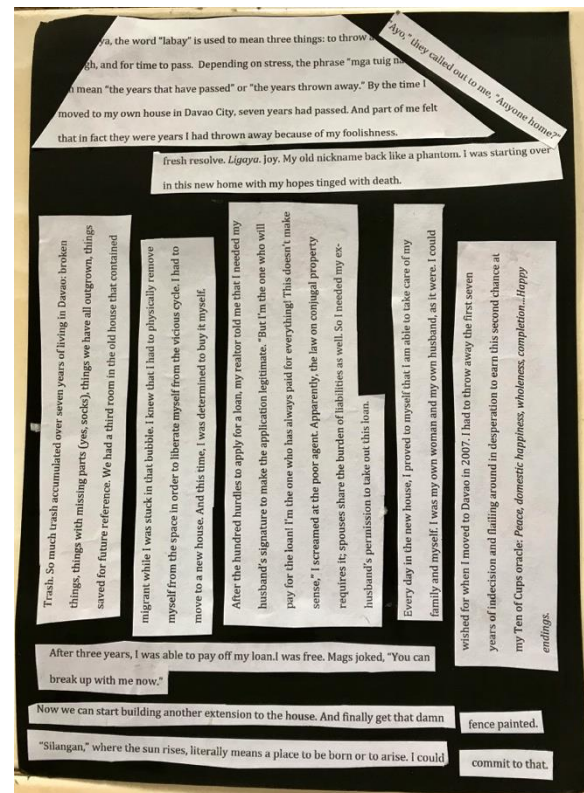 ya, the word "labay" is used to mean three things: to throw
gh, and for time to pass. Depending on stress, the phrase "mga tuig
mean "the years that have passed" or "the years thrown away." By the time I
moved to my own house in Davao City, seven years had passed. And part of me felt
that in fact they were years I had thrown away because of my foolishness.
"Ayo," they called out to me, "Anyone home?"
fresh resolve. Ligaya. Joy. My old nickname back like a phantom. I was starting over
in this new home with my hopes tinged with death.
Trash. So much trash accumulated over seven years of living in Davao: broken
things, things with missing parts (yes, socks), things we have all outgrown, things
saved for future reference. We had a third room in the old house that contained
migrant while I was stuck in that bubble. I knew that I had to physically remove
myself from the space in order to liberate myself from the vicious cycle. I had to
move to a new house. And this time, I was determined to buy it myself.
After the hundred hurdles to apply for a loan, my realtor told me that I needed my
husband's signature to make the application legitimate. "But I'm the one who will
pay for the loan! I'm the one who has always paid for everything! This doesn't make
sense," I screamed at the poor agent. Apparently, the law on conjugal property
requires it; spouses share the burden of liabilities as well. So I needed my ex-
husband's permission to take out this loan.
Every day in the new house, I proved to myself that I am able to take care of my
family and myself. I was my own woman and my own husband, as it were. I could
wished for when I moved to Davao in 2007. I had to throw away the first seven
years of indecision and flailing around in desperation to earn this second chance at
my Ten of Cups oracle: Peace, domestic happiness, wholeness, completion...Happy
endings.
After three years, I was able to pay off my loan.I was free. Mags joked, "You can
break up with me now."
Now we can start building another extension to the house. And finally get that damn
fence painted.
"Silangan," where the sun rises, literally means a place to be born or to arise. I could
commit to that.